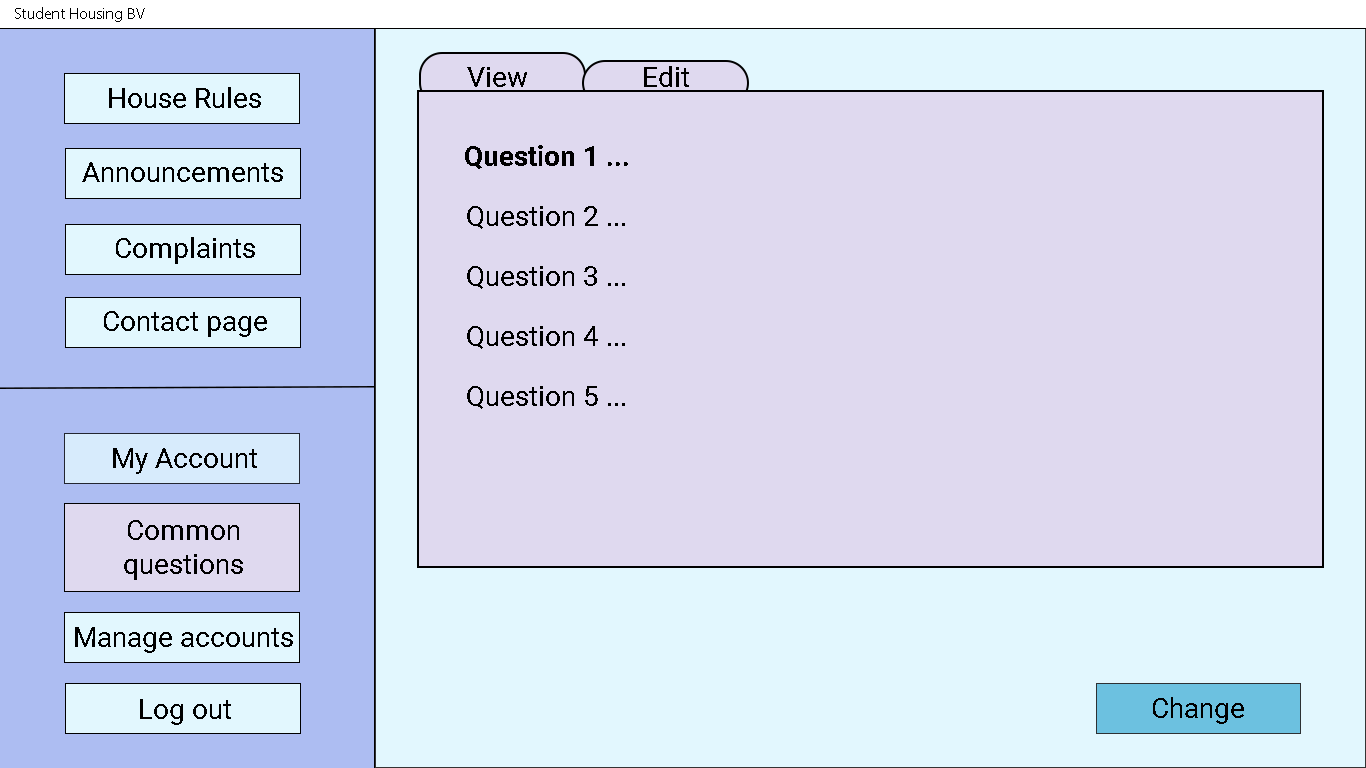 Student Housing BV
House Rules
Announcements
Complaints
Contact page
My Account
Common
questions
Manage accounts
Log out
View
Edit
Question 1 ...
Question 2 ...
Question 3 ...
Question 4 ...
Question 5 ...
Change